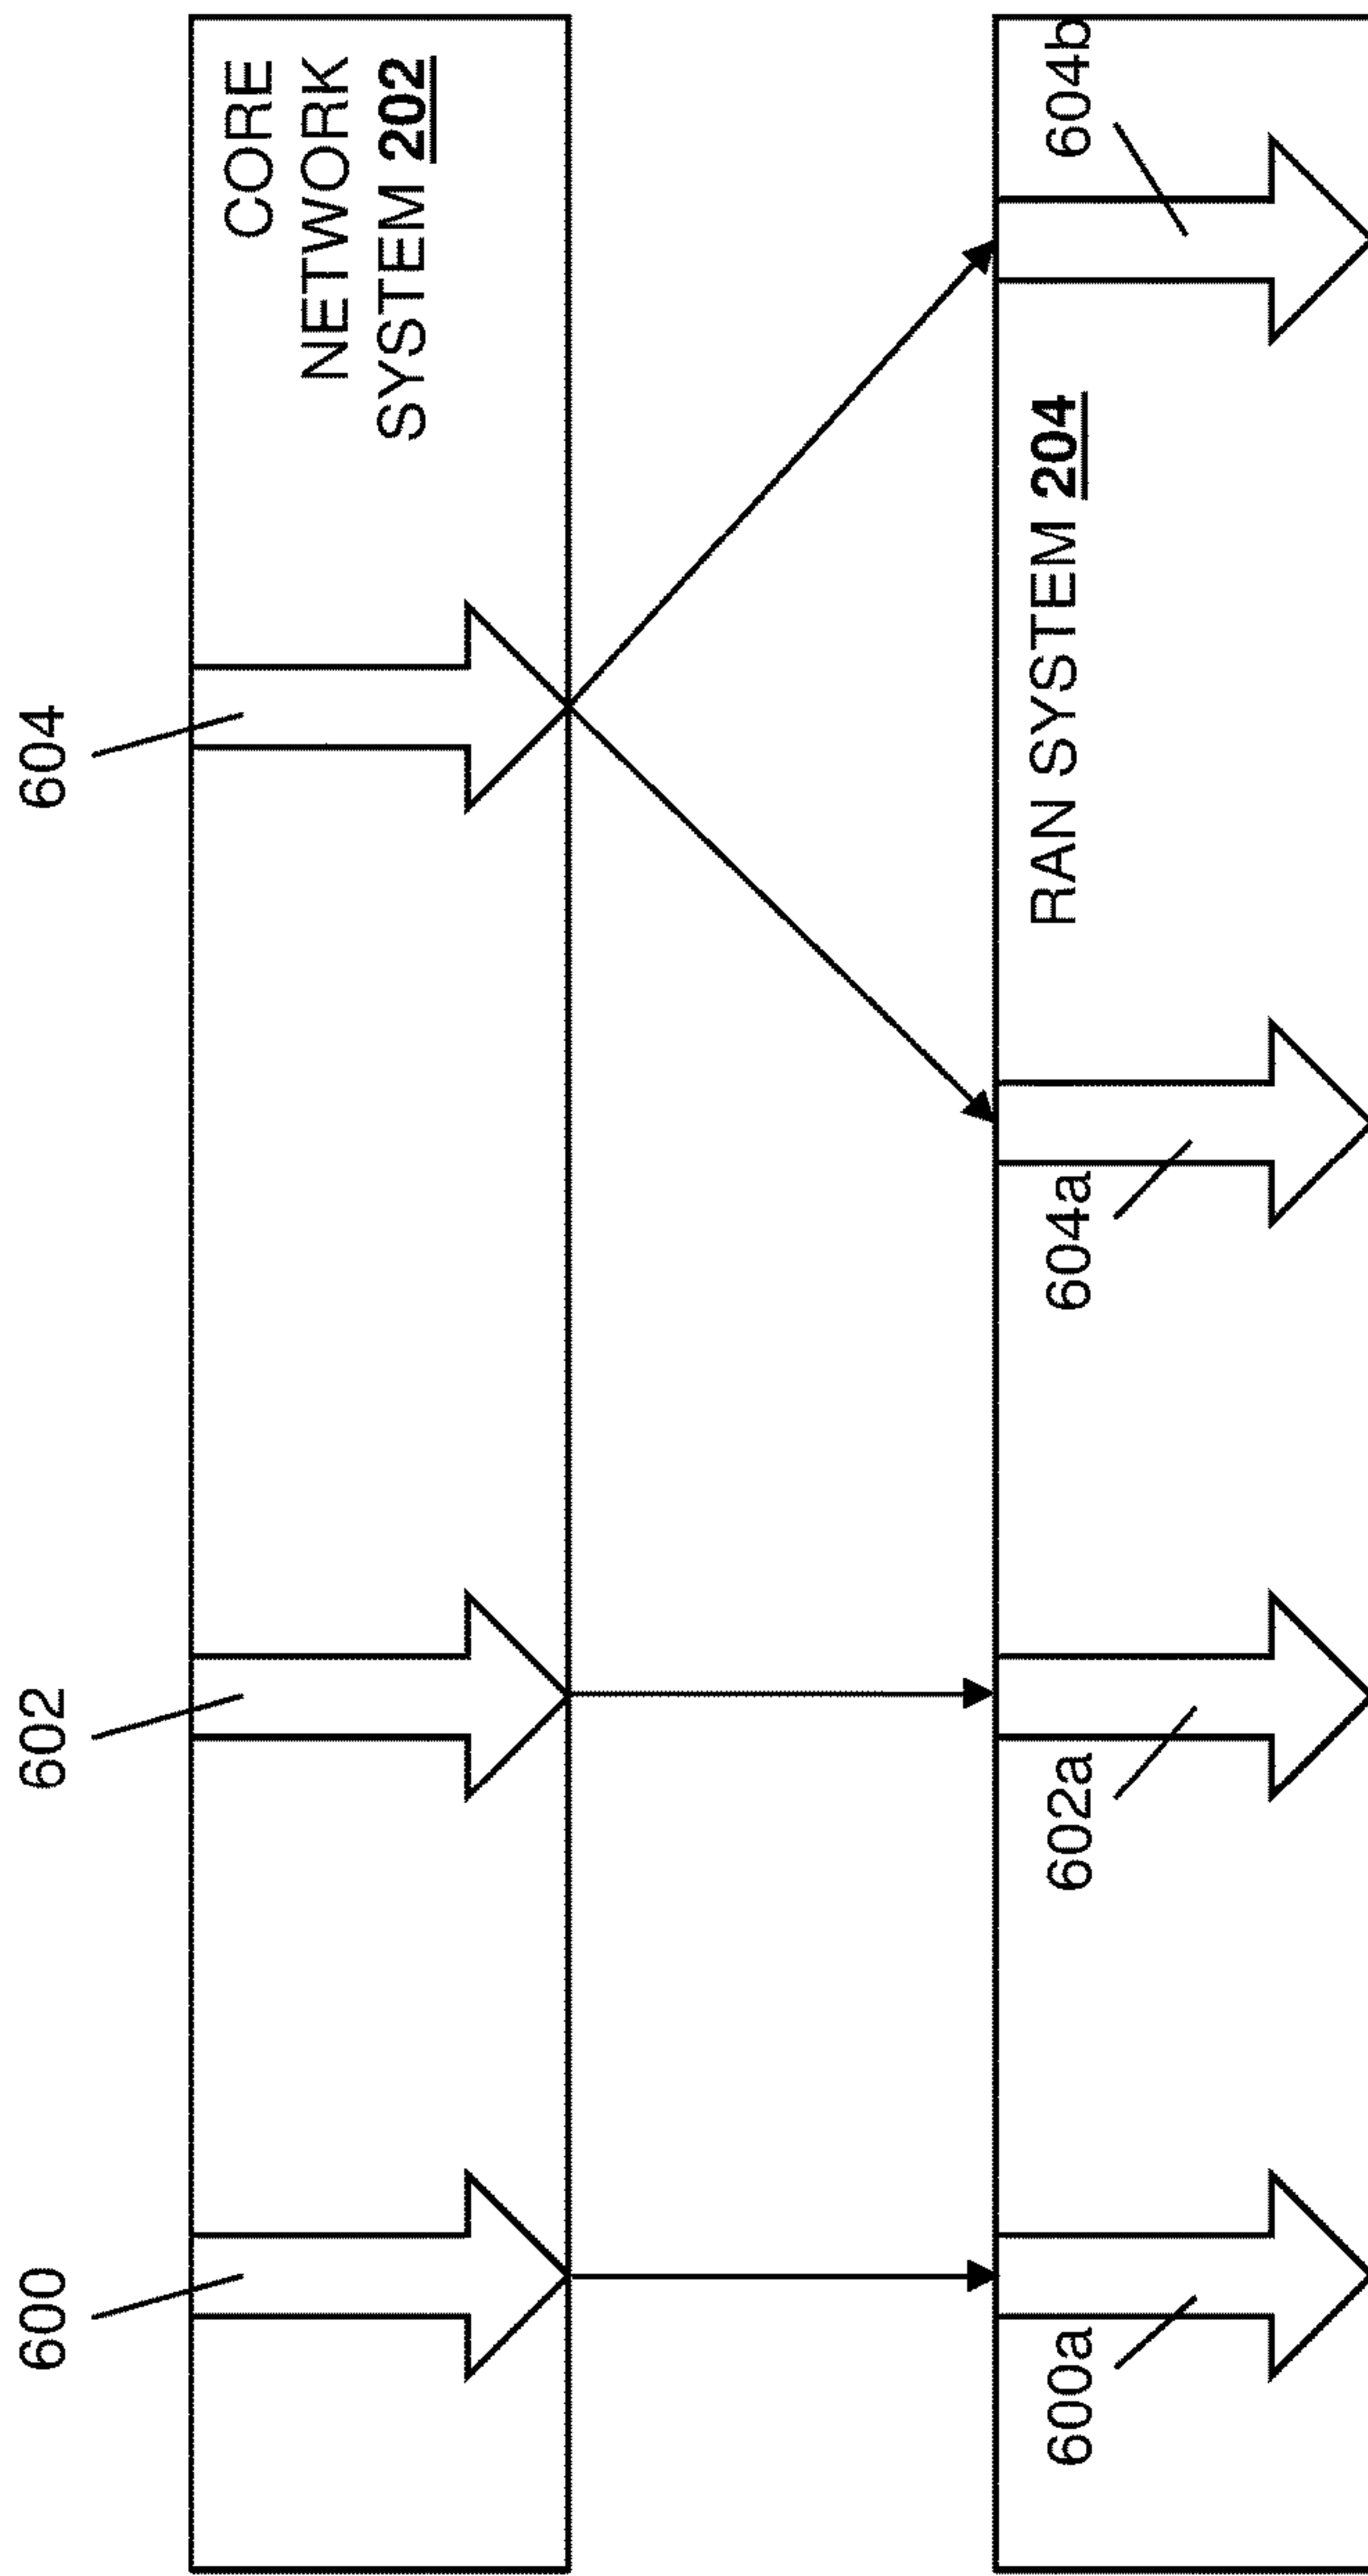 600
602
604
CORE
NETWORK
SYSTEM 202
RAN SYSTEM 204
600a
602a
604a
604b